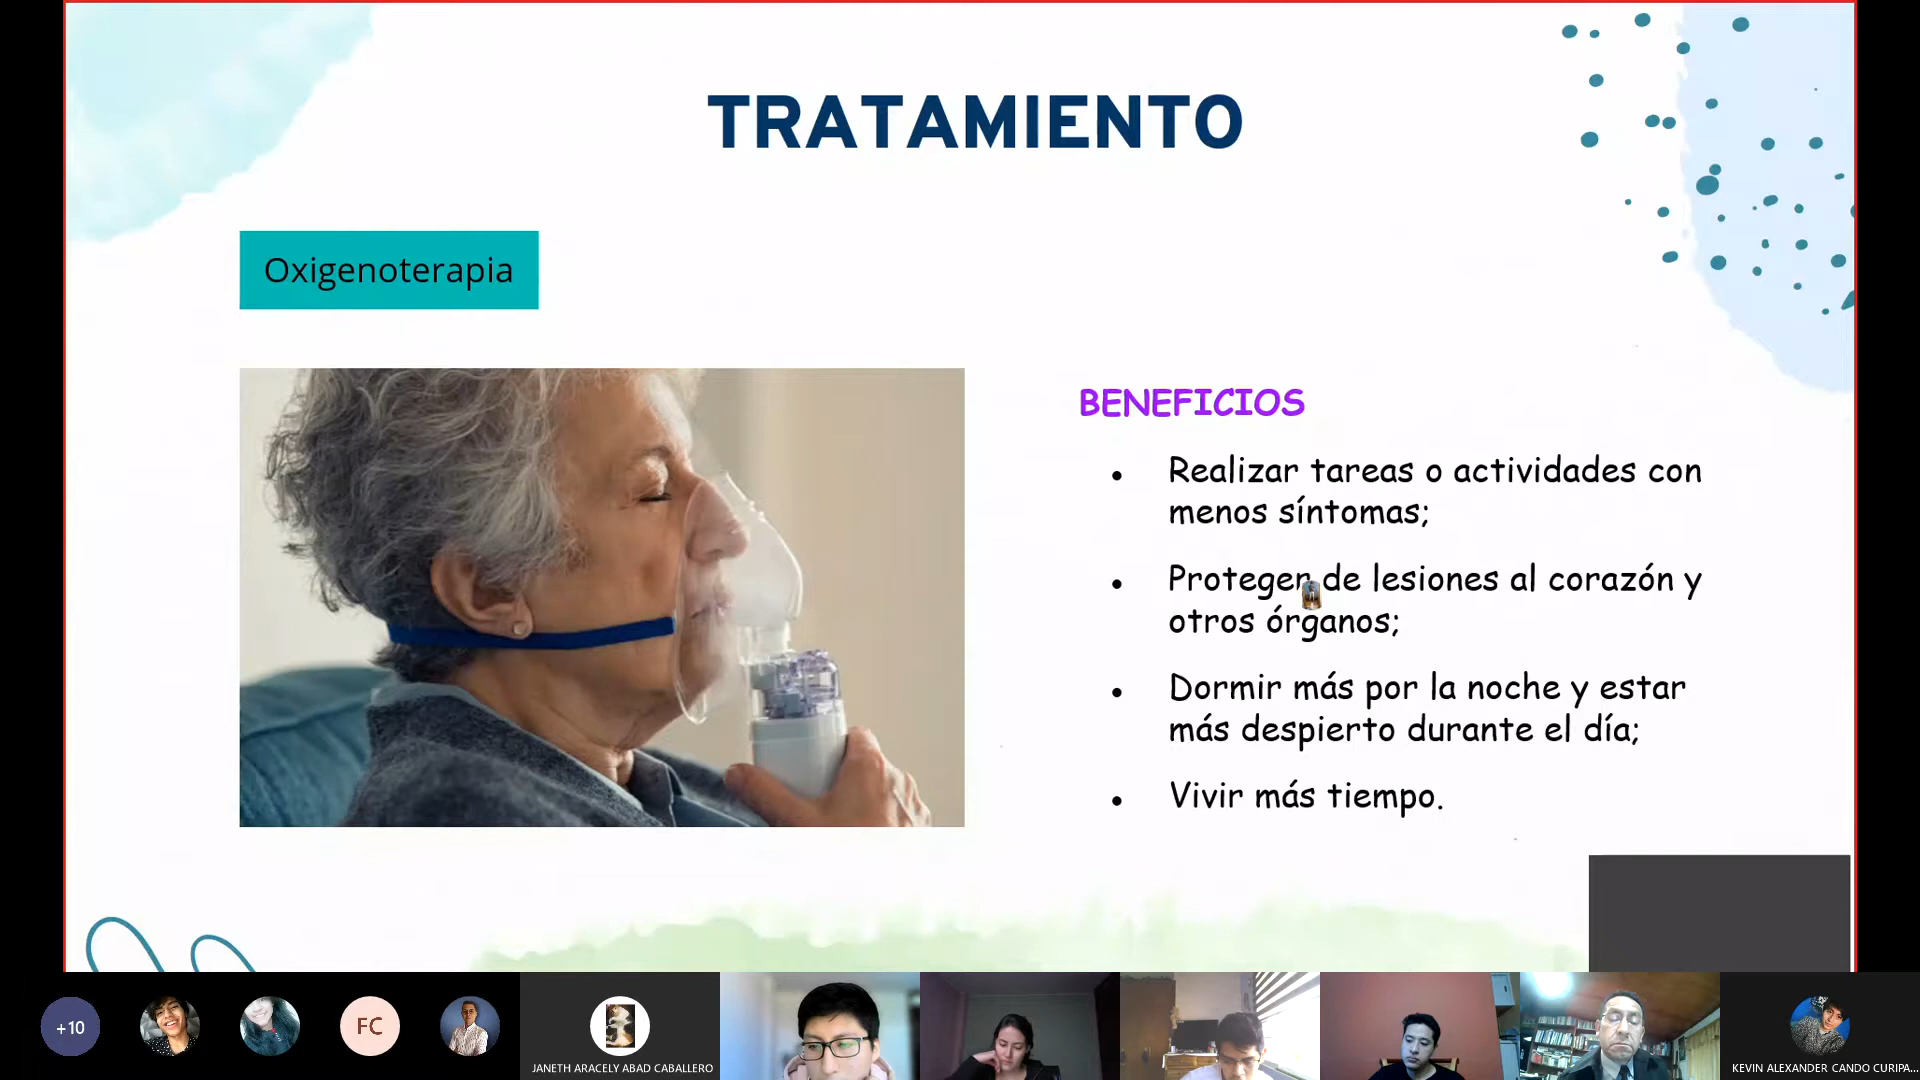 TRATAMIENTO
Oxigenoterapia
BENEFICIOS
• Realizar tareas o actividades con
menos síntomas;
• Proteger de lesiones al corazón y
otros órganos;
• Dormir más por la noche y estar
más despierto durante el día;
• Vivir más tiempo.
+10
FC
JANETH ARACELY ABAD CABALLERO
KEVIN ALEXANDER CANDO CURIPA...